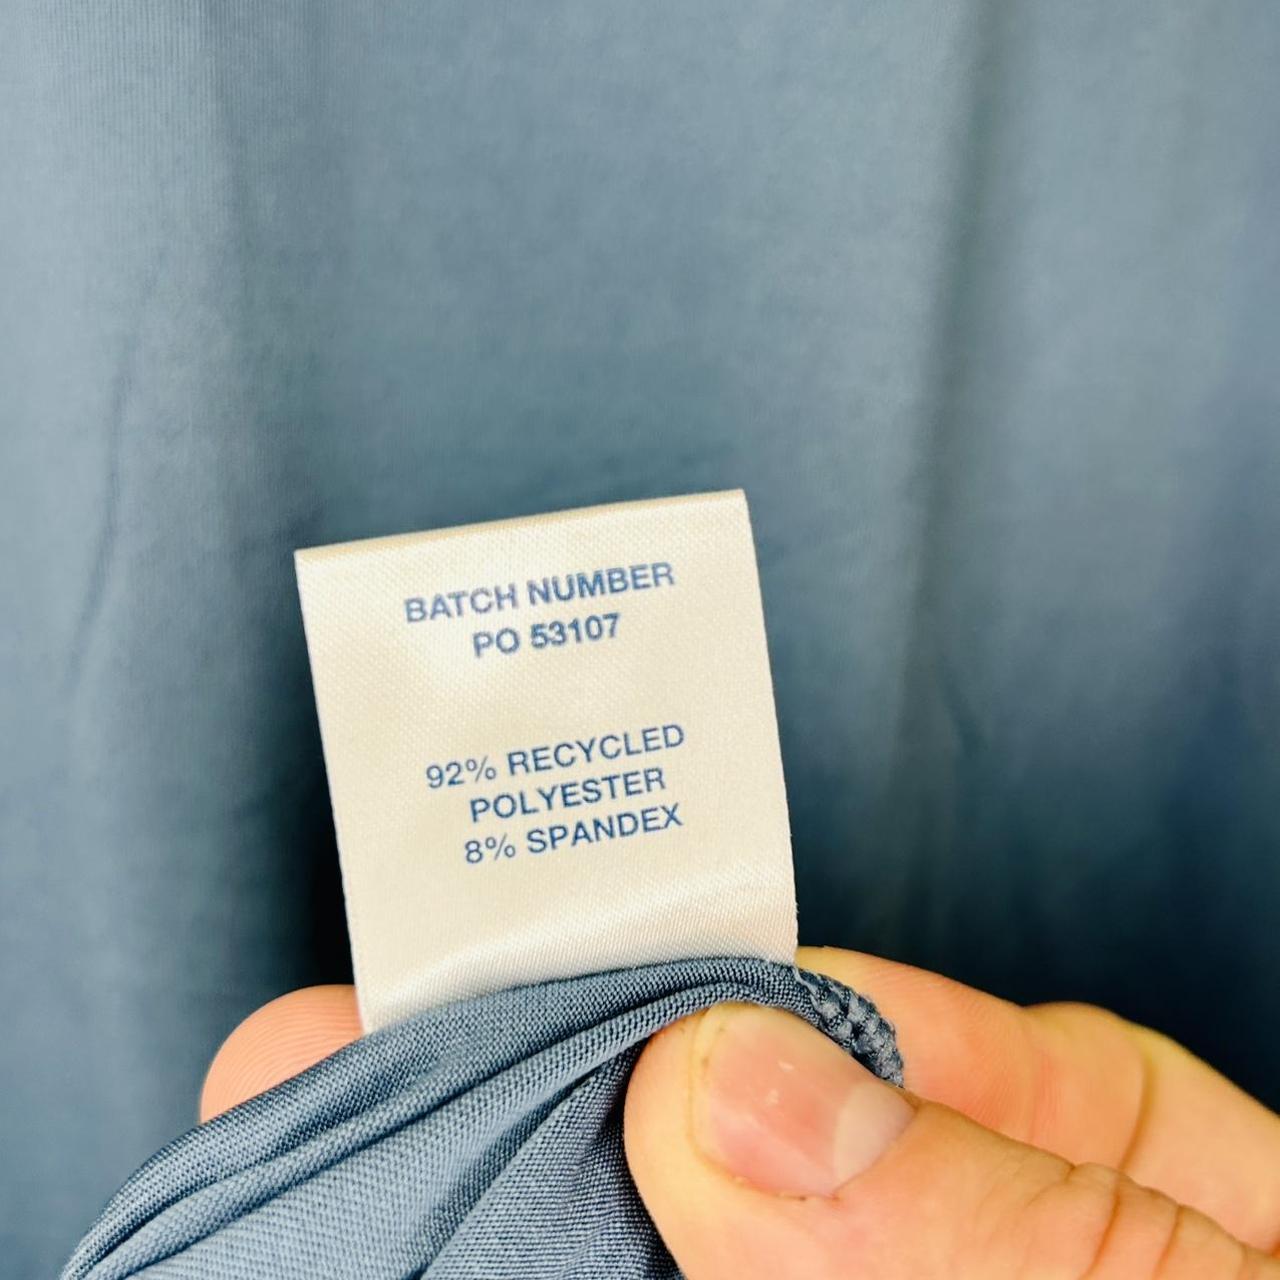 BATCH NUMBER
PO 53107
92% RECYCLED
POLYESTER
8% SPANDEX